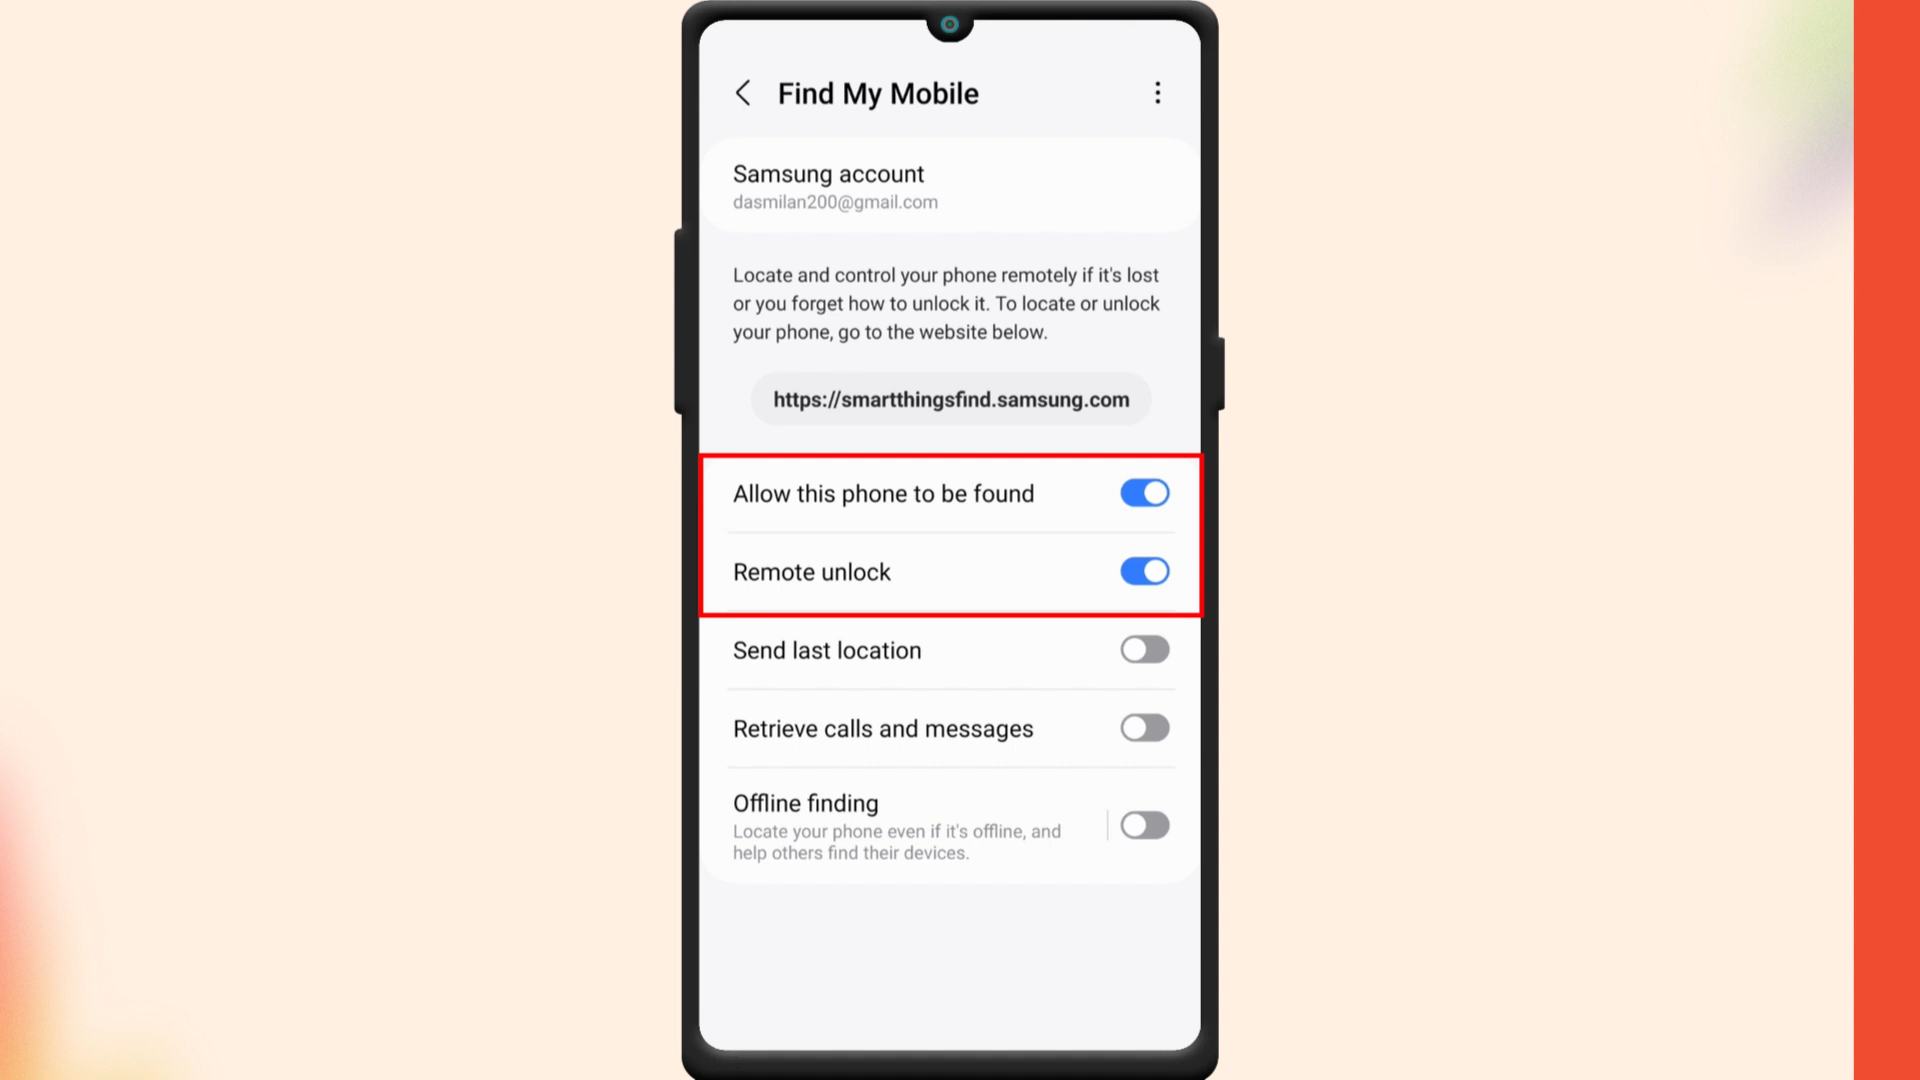 Find My Mobile
Samsung account
dasmilan200@gmail.com
Locate and control your phone remotely if it's lost
or you forget how to unlock it. To locate or unlock
your phone, go to the website below.
https://smartthingsfind.samsung.com
Allow this phone to be found
Remote unlock
Send last location
Retrieve calls and messages
Offline finding
Locate your phone even if it's offline, and
help others find their devices.